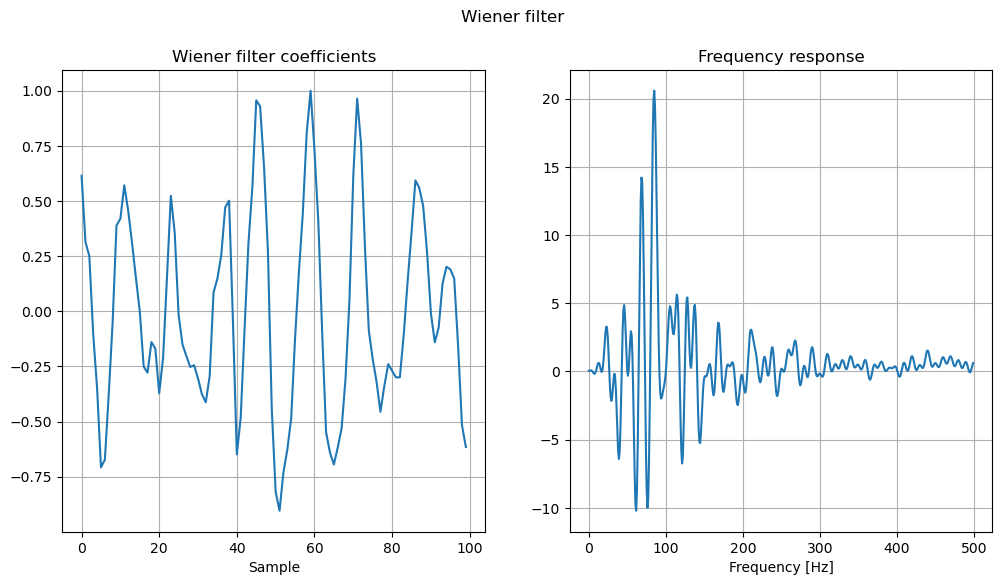 Wiener filter
Wiener filter coefficients
1.00
0.75
0.50
0.25
0.00
−0.25
−0.50
−0.75
0 20 40 60 80 100
Sample
Frequency response
20
15
10
5
0
−5
−10
0 100 200 300 400 500
Frequency [Hz]